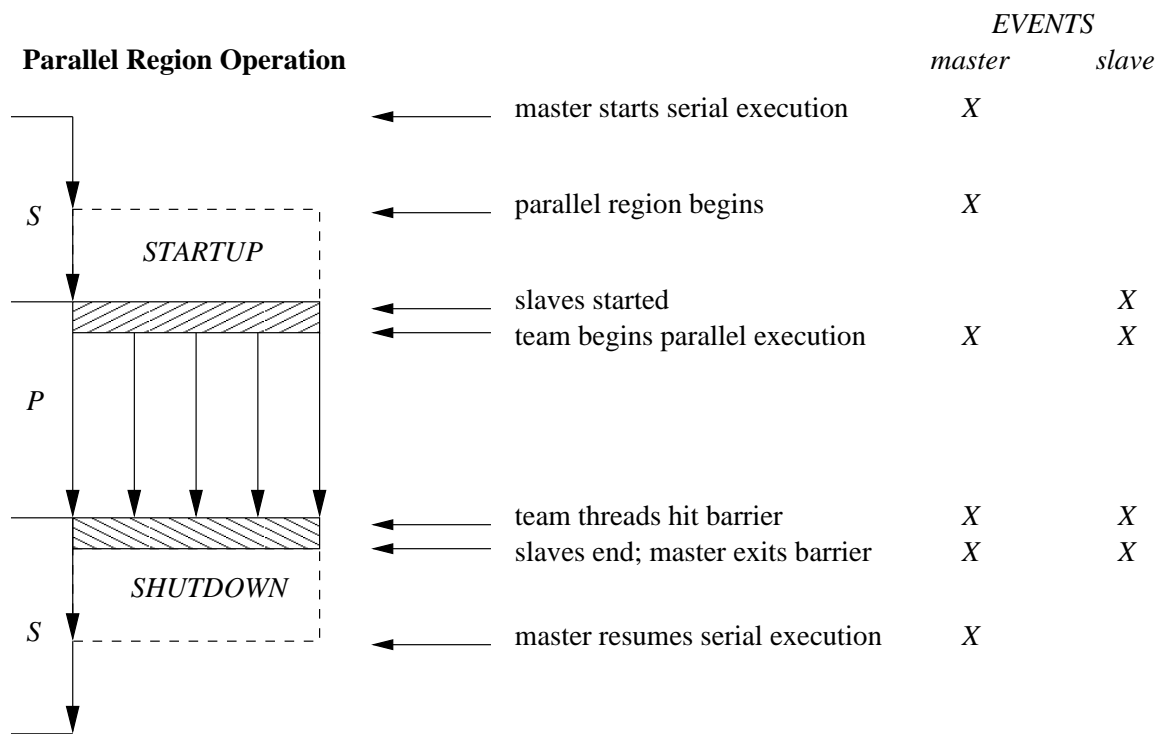 EVENTS
Parallel Region Operation master slave
master starts serial execution X
S parallel region begins X
STARTUP
slaves started X
team begins parallel execution X X
P
team threads hit barrier X X
slaves end; master exits barrier X X
SHUTDOWN
S master resumes serial execution X